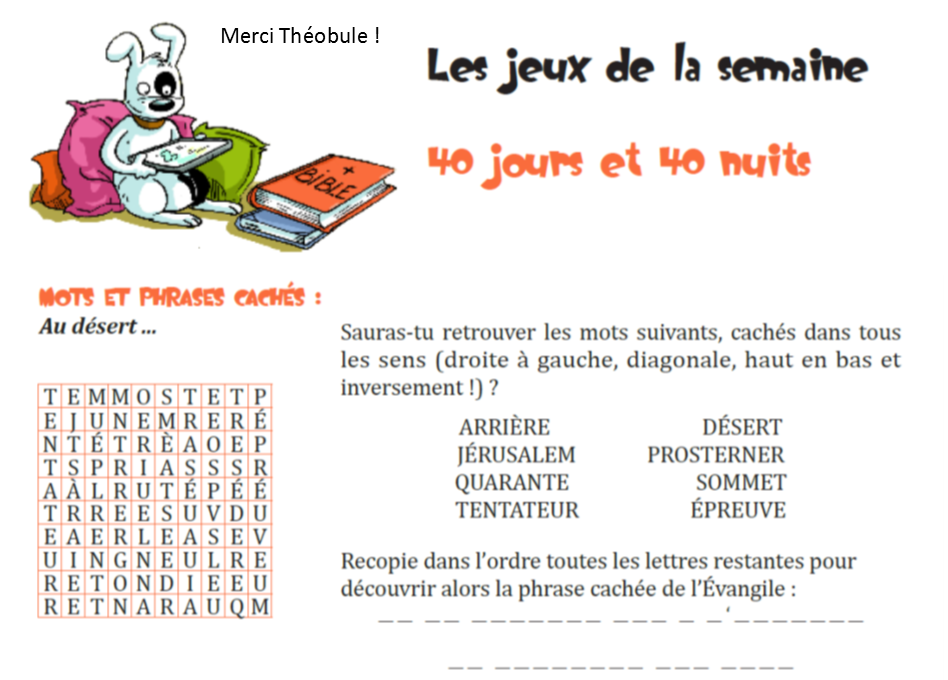 Merci Théobule !
Les jeux de la semaine
40 jours et 40 nuits
+
BIBLE
MOTS ET PHRASES CACHÉS :
Au désert ...
Sauras-tu retrouver les mots suivants, cachés dans tous
les sens (droite à gauche, diagonale, haut en bas et
inversement !) ?
ARRIÈRE DÉSERT
JÉRUSALEM PROSTERNER
QUARANTE SOMMET
TENTATEUR ÉPREUVE
T E M M O S T E T P
E J U N E M R E R É
N T É T R È A O E P
T S P R I A S S S R
A À L R U T É P É É
T R R E E S U V D U
E A E R L E A S E V
U I N G N E U L R E
R E T O N D I E E U
R E T N A R A U Q M
Recopie dans l'ordre toutes les lettres restantes pour
découvrir alors la phrase cachée de l'Évangile :
__ __ _______ ___ _ _'_______
__ ________ ___ ____